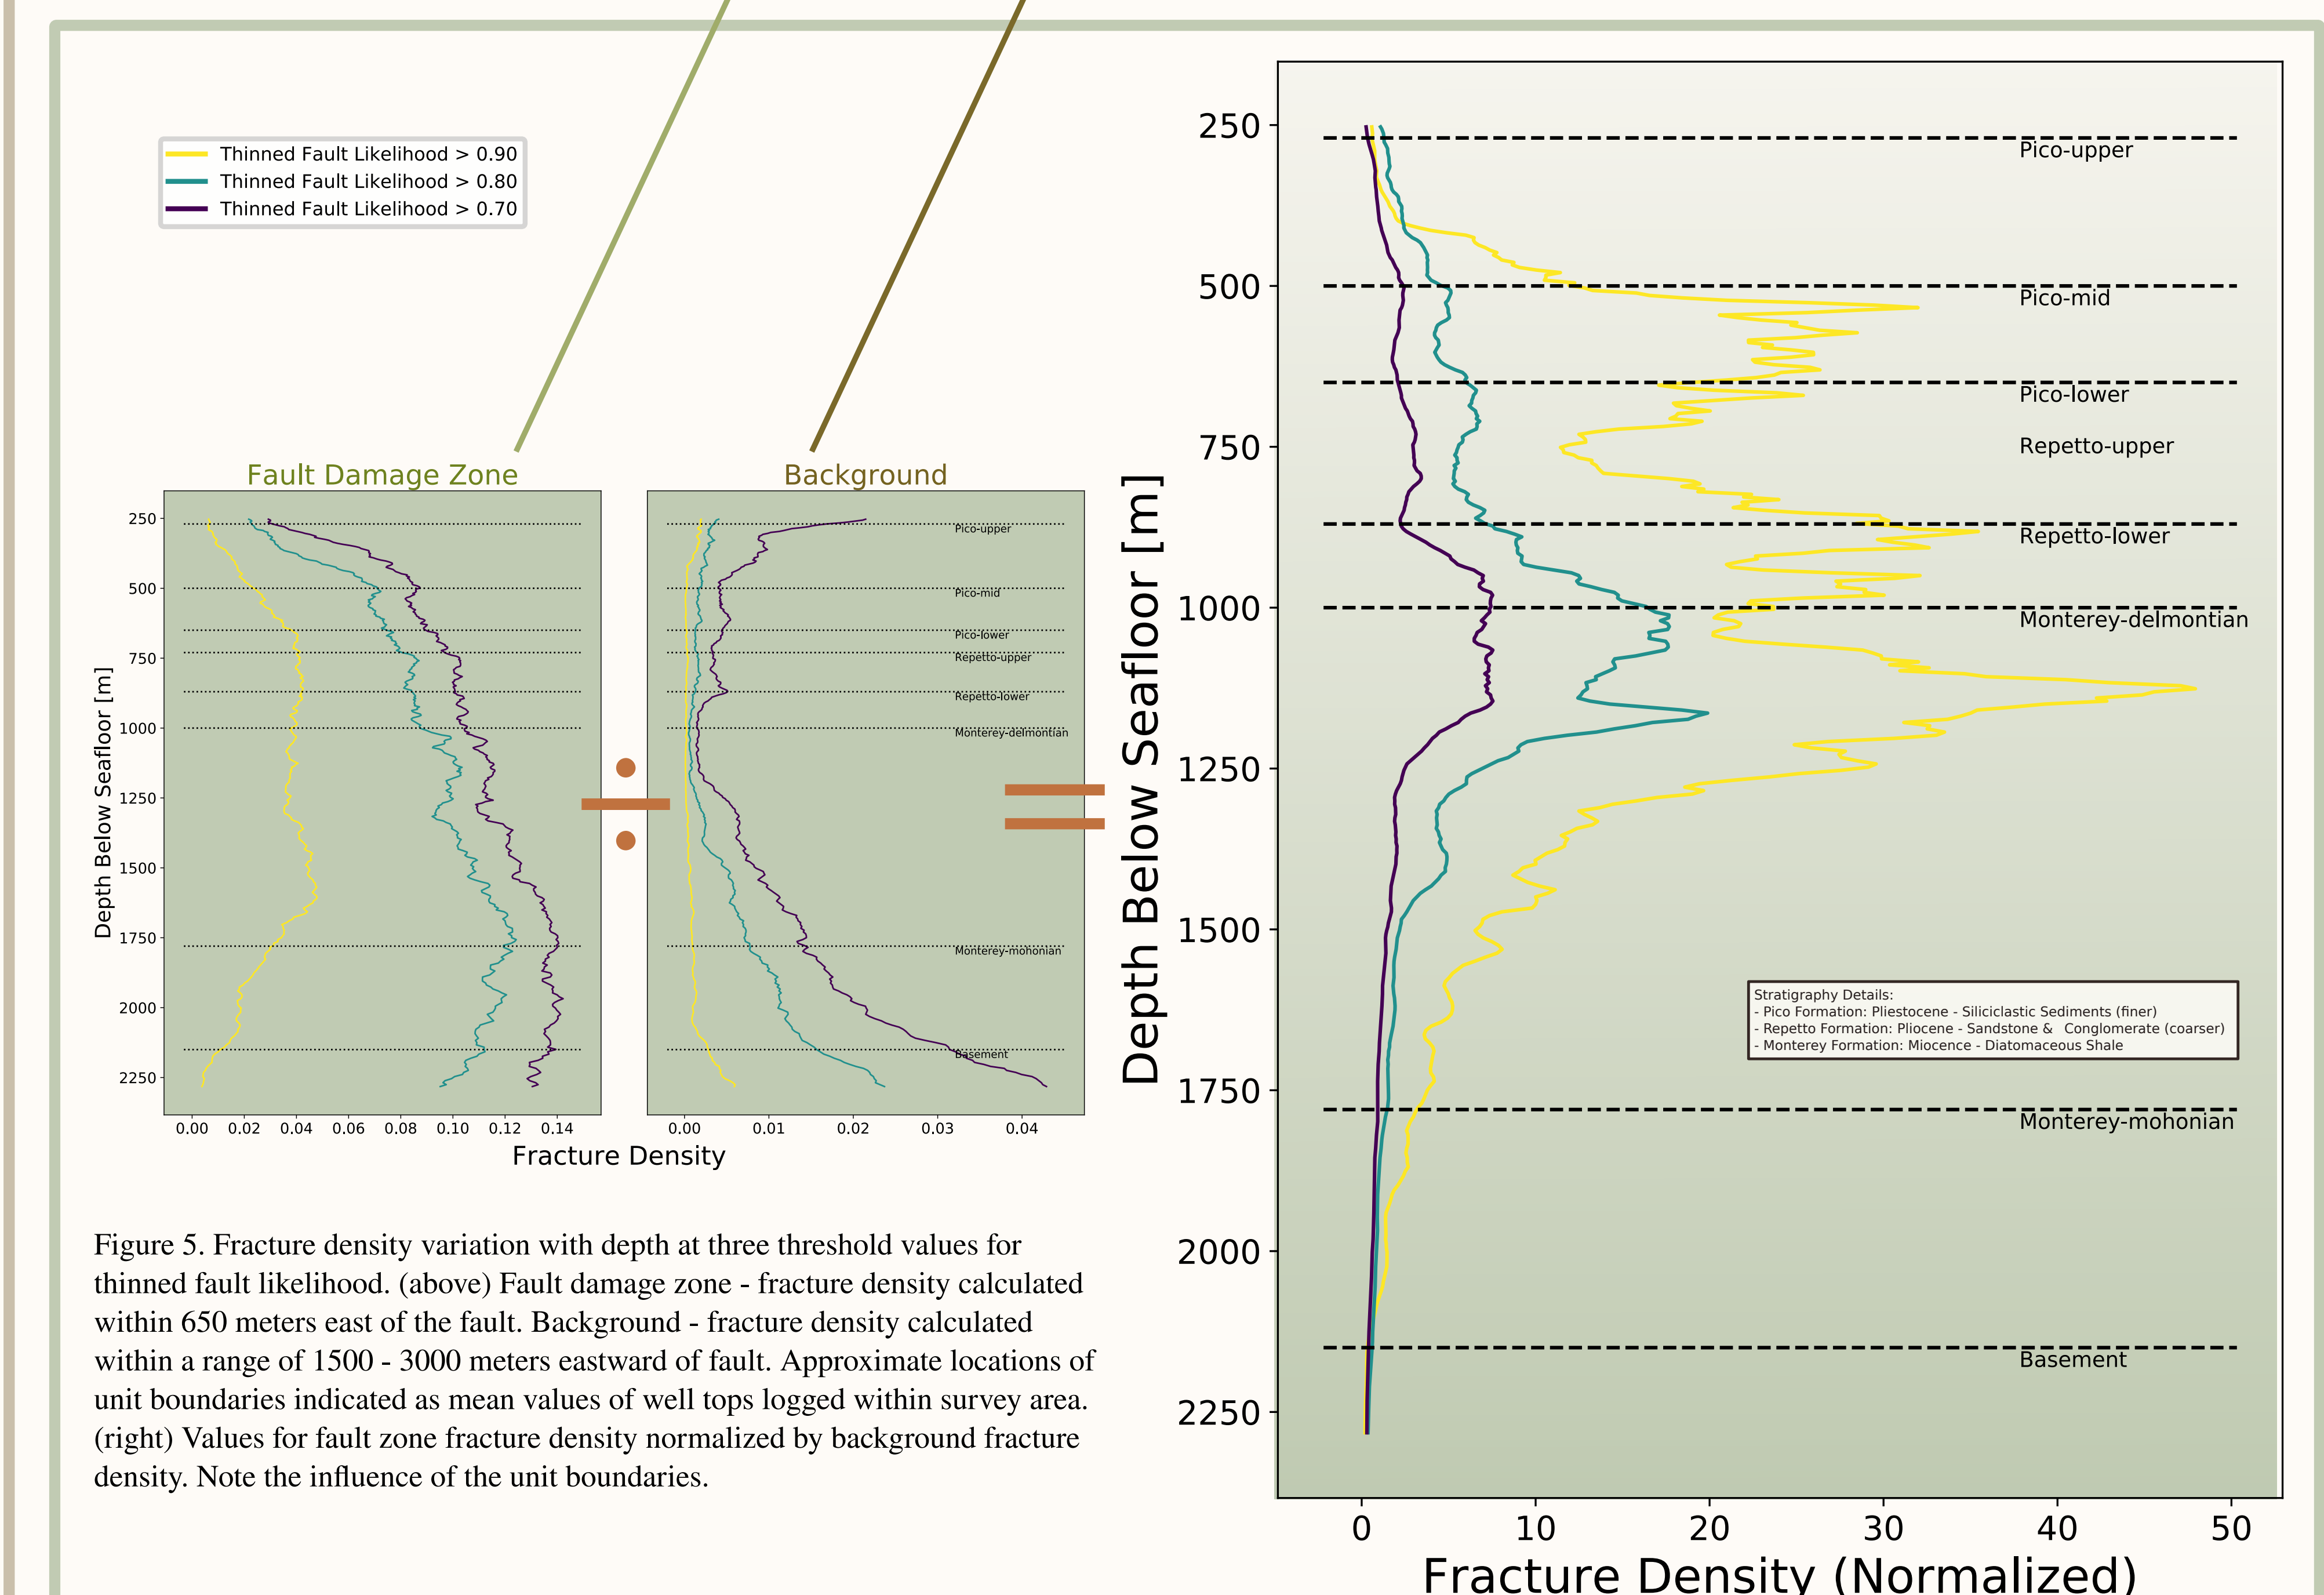 Thinned Fault Likelihood > 0.90
Thinned Fault Likelihood > 0.80
Thinned Fault Likelihood > 0.70
Fault Damage Zone
Background
Depth Below Seafloor [m]
250
500
750
1000
1250
1500
1750
2000
2250
0.00 0.02 0.04 0.06 0.08 0.10 0.12 0.14
Pico-upper
Pico-mid
Pico-lower
Repetto-upper
Repetto-lower
Monterey-delmontian
Monterey-mohonian
Basement
0.00 0.01 0.02 0.03 0.04
Fracture Density
Figure 5. Fracture density variation with depth at three threshold values for
thinned fault likelihood. (above) Fault damage zone - fracture density calculated
within 650 meters east of the fault. Background - fracture density calculated
within a range of 1500 - 3000 meters eastward of fault. Approximate locations of
unit boundaries indicated as mean values of well tops logged within survey area.
(right) Values for fault zone fracture density normalized by background fracture
density. Note the influence of the unit boundaries.
Depth Below Seafloor [m]
250
500
750
1000
1250
1500
1750
2000
2250
Pico-upper
Pico-mid
Pico-lower
Repetto-upper
Repetto-lower
Monterey-delmontian
Stratigraphy Details:
- Pico Formation: Pliestocene - Siliciclastic Sediments (finer)
- Repetto Formation: Pliocene - Sandstone & Conglomerate (coarser)
- Monterey Formation: Miocence - Diatomaceous Shale
Monterey-mohonian
Basement
0 10 20 30 40 50
Fracture Density (Normalized)